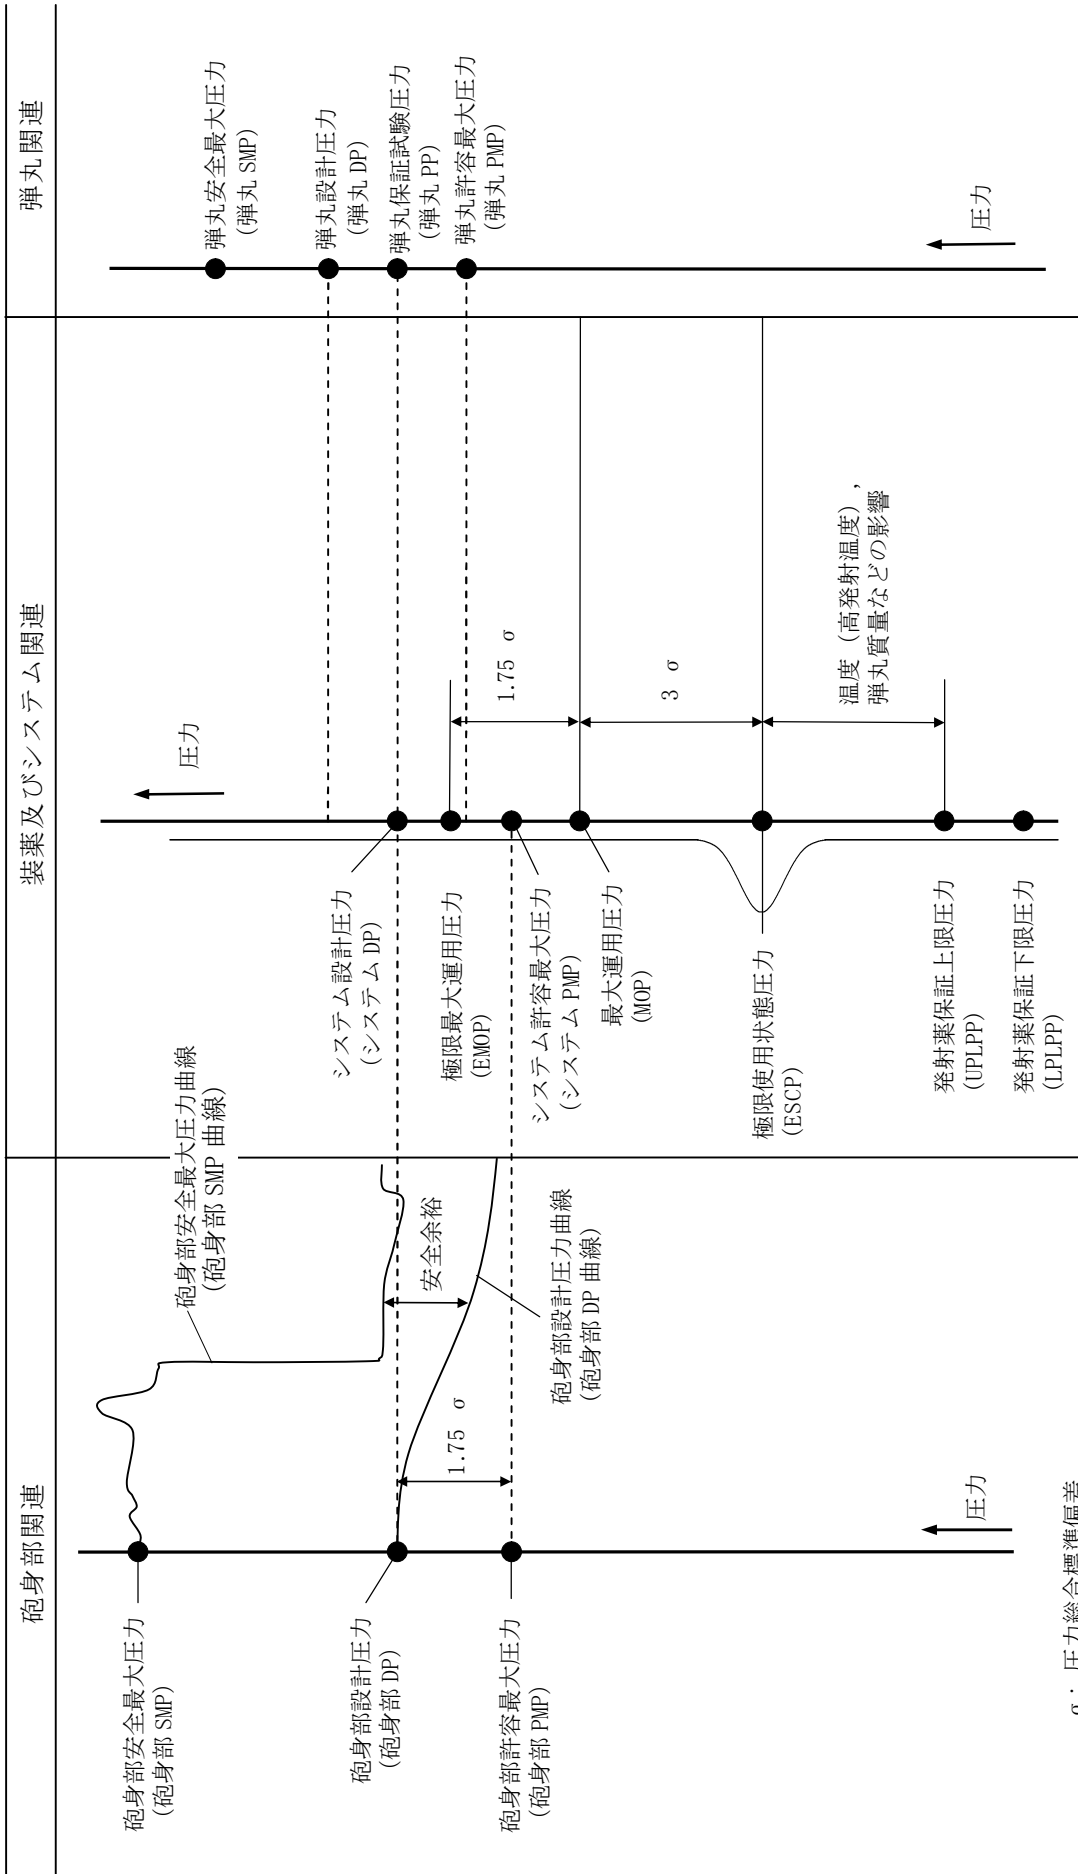 砲身部関連
装薬及びシステム関連
弾丸関連
砲身部安全最大圧力
(砲身部 SMP)
砲身部設計圧力
(砲身部 DP)
砲身部許容最大圧力
(砲身部 PMP)
砲身部安全最大圧力曲線
(砲身部 SMP 曲線)
安全余裕
1.75 σ
砲身部設計圧力曲線
(砲身部 DP 曲線)
圧力
圧力
システム設計圧力
(システム DP)
極限最大運用圧力
(EMOP)
システム許容最大圧力
(システム PMP)
最大運用圧力
(MOP)
極限使用状態圧力
(ESCP)
発射薬保証上限圧力
(UPLPP)
発射薬保証下限圧力
(LPLPP)
1.75 σ
3 σ
温度（高発射温度），
弾丸質量などの影響
弾丸安全最大圧力
(弾丸 SMP)
弾丸設計圧力
(弾丸 DP)
弾丸保証試験圧力
(弾丸 PP)
弾丸許容最大圧力
(弾丸 PMP)
圧力
σ：圧力総合標準偏差